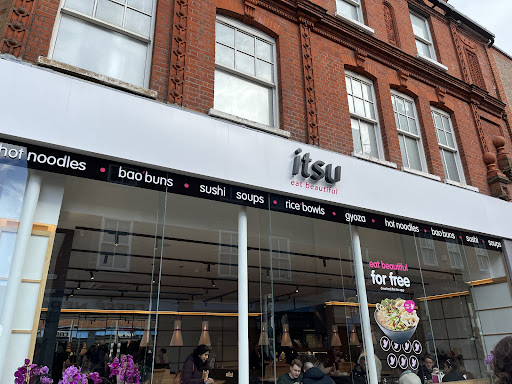 itsu
eat beautiful
hot noodles • bao buns • sushi soups • rice bowls • gyoza • hot noodles • bao buns • sushi soups
eat beautiful
for free